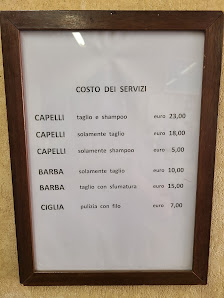 COSTO DEI SERVIZI
CAPELLI taglio e shampoo euro 23,00
CAPELLI solamente taglio euro 18,00
CAPELLI solamente shampoo euro 5,00
BARBA solamente taglio euro 10,00
BARBA taglio con sfumatura euro 15,00
CIGLIA pulizia con filo euro 7,00